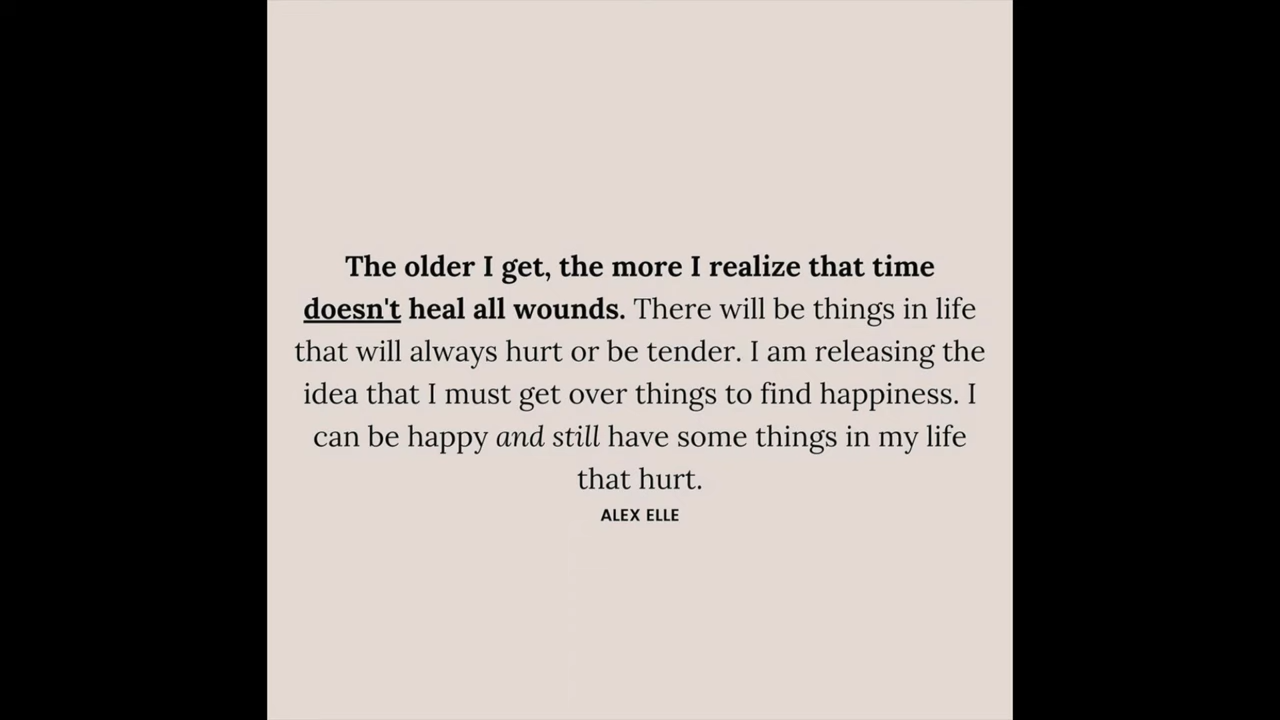 The older I get, the more I realize that time
doesn't heal all wounds. There will be things in life
that will always hurt or be tender. I am releasing the
idea that I must get over things to find happiness. I
can be happy and still have some things in my life
that hurt.
ALEX ELLE